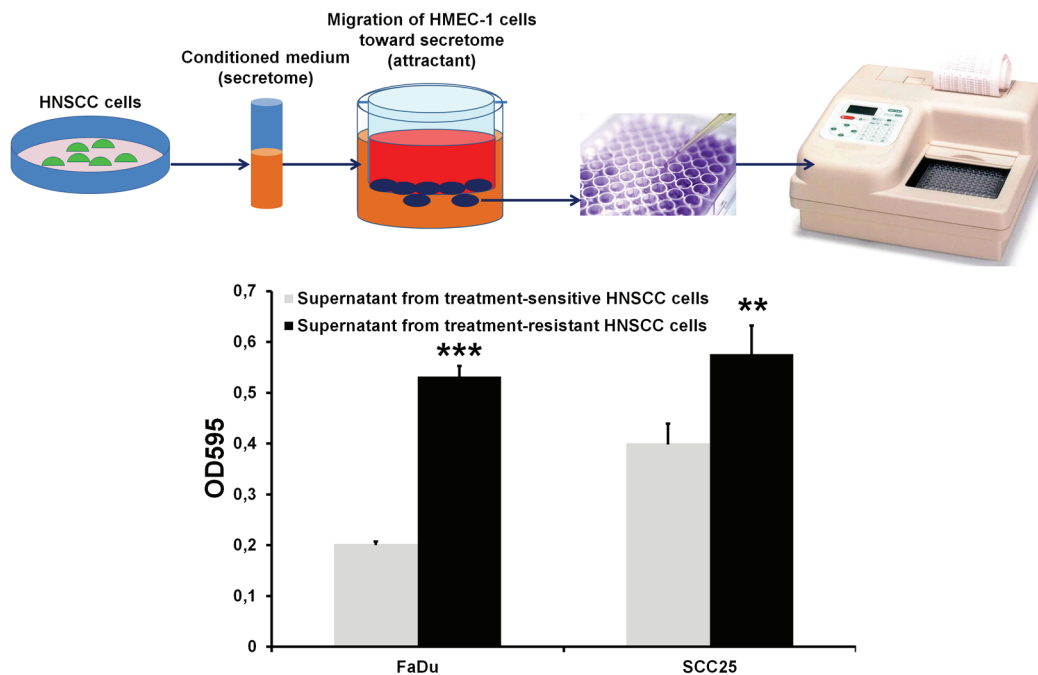 Migration of HMEC-1 cells
toward secretome
(attractant)
Conditioned medium
(secretome)
HNSCC cells
0,7
0,6
0,5
0,4
0,3
0,2
0,1
0
OD595
Supernatant from treatment-sensitive HNSCC cells
Supernatant from treatment-resistant HNSCC cells
***
**
FaDu
SCC25